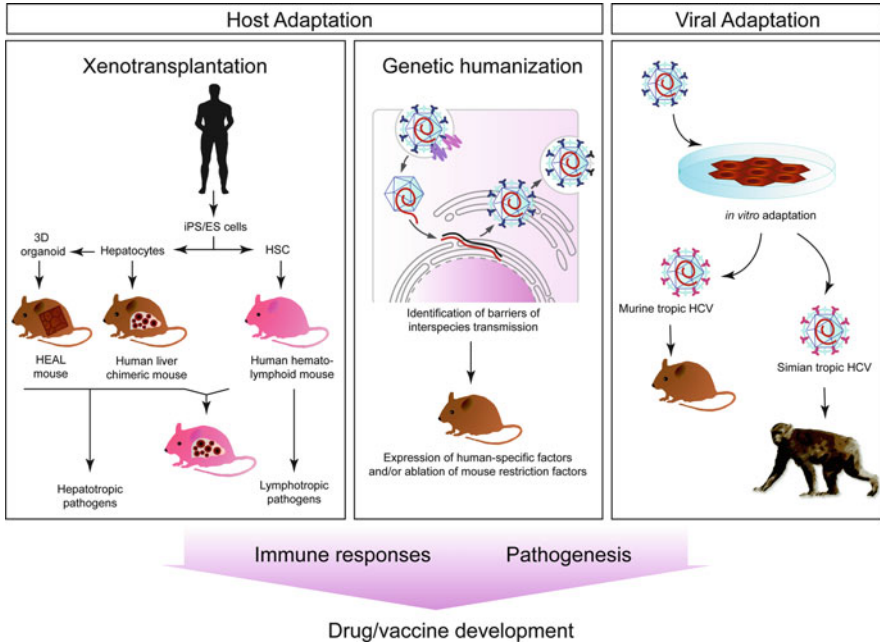 Host Adaptation
Viral Adaptation
Xenotransplantation
iPS/ES cells
3D
organoid
Hepatocytes
HSC
HEAL
mouse
Human liver
chimeric mouse
Human hemato-
lymphoid mouse
Hepatotropic
pathogens
Lymphotropic
pathogens
Genetic humanization
Identification of barriers of
interspecies transmission
Expression of human-specific factors
and/or ablation of mouse restriction factors
in vitro adaptation
Murine tropic HCV
Simian tropic HCV
Immune responses
Pathogenesis
Drug/vaccine development